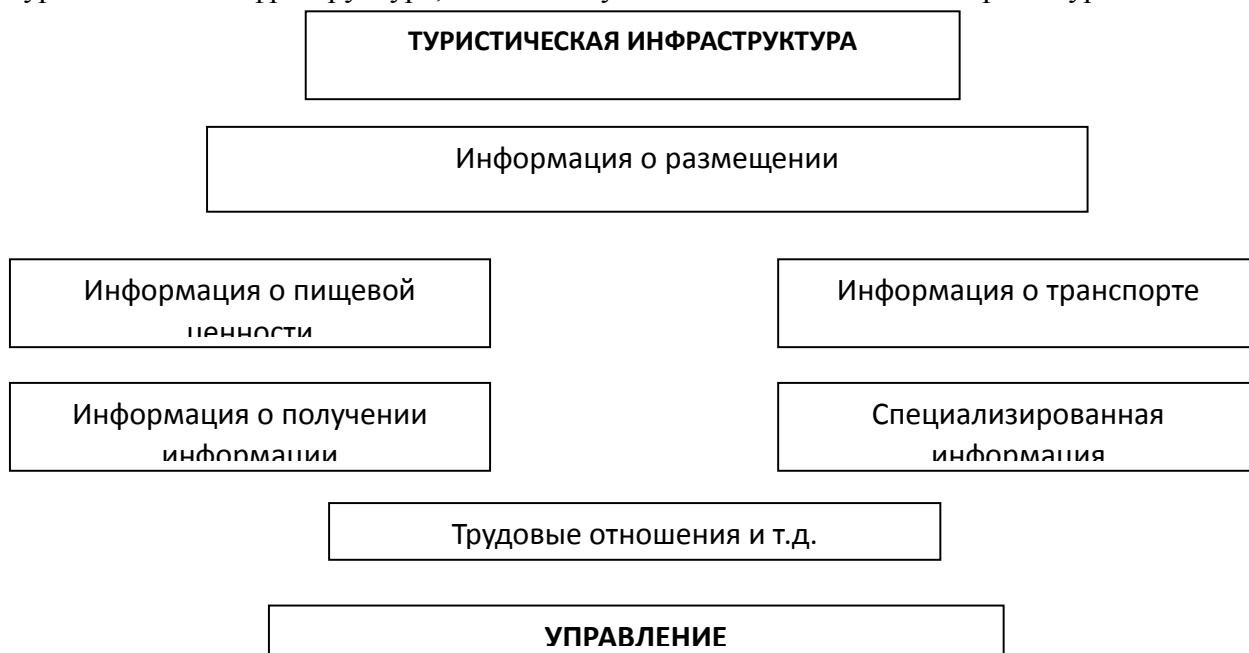 ТУРИСТИЧЕСКАЯ ИНФРАСТРУКТУРА
Информация о размещении
Информация о пищевой
ценности
Информация о транспорте
Информация о получении
информации
Специализированная
информация
Трудовые отношения и т.д.
УПРАВЛЕНИЕ